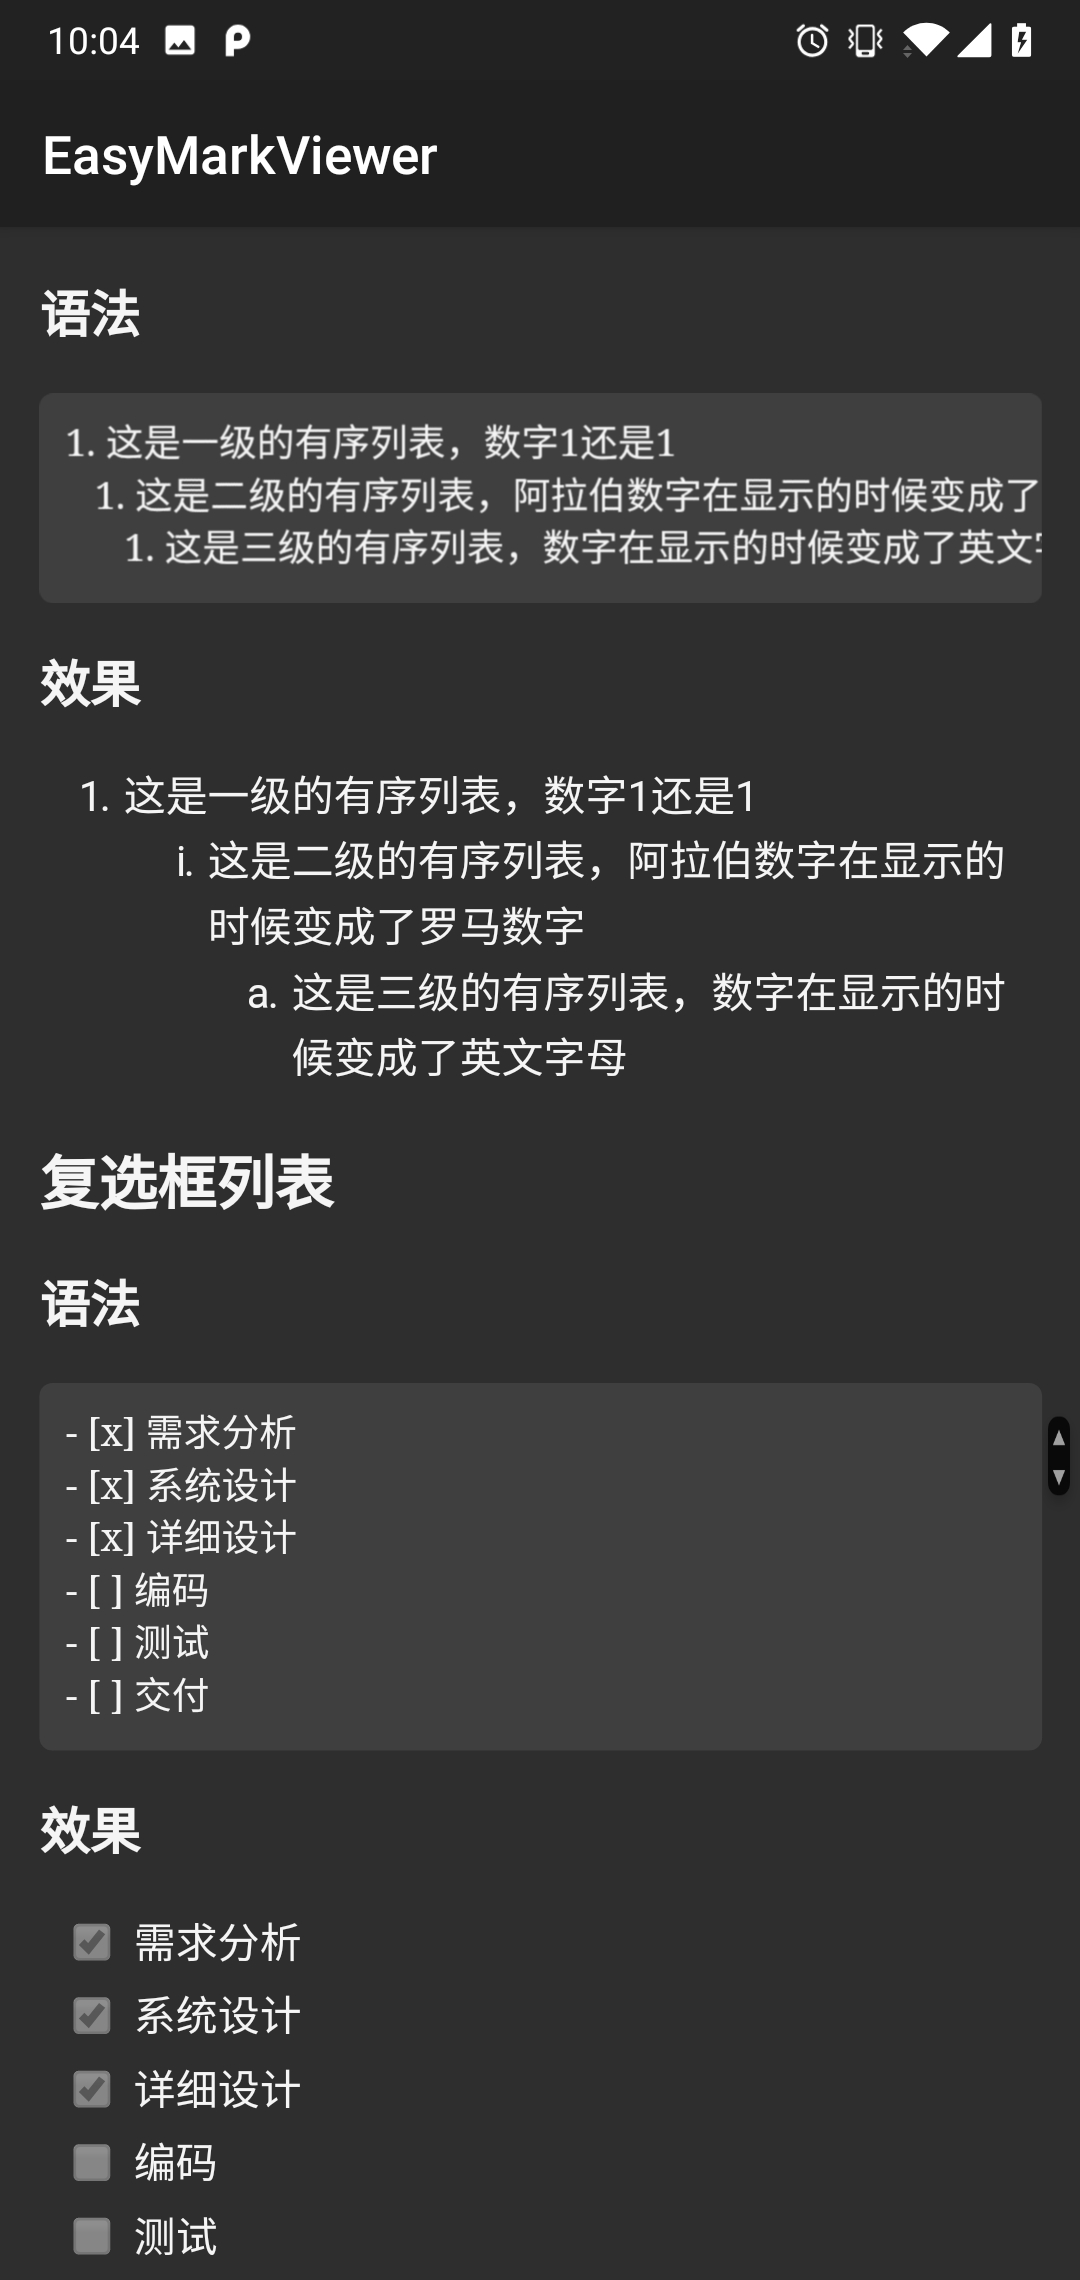 10:04
EasyMarkViewer
语法
1. 这是一级的有序列表，数字1还是1
1. 这是二级的有序列表，阿拉伯数字在显示的时候变成了
1. 这是三级的有序列表，数字在显示的时候变成了英文
效果
1. 这是一级的有序列表，数字1还是1
i. 这是二级的有序列表，阿拉伯数字在显示的
时候变成了罗马数字
a. 这是三级的有序列表，数字在显示的时
候变成了英文字母
复选框列表
语法
- [x] 需求分析
- [x] 系统设计
- [x] 详细设计
- [ ] 编码
- [ ] 测试
- [ ] 交付
效果
需求分析
系统设计
详细设计
编码
测试